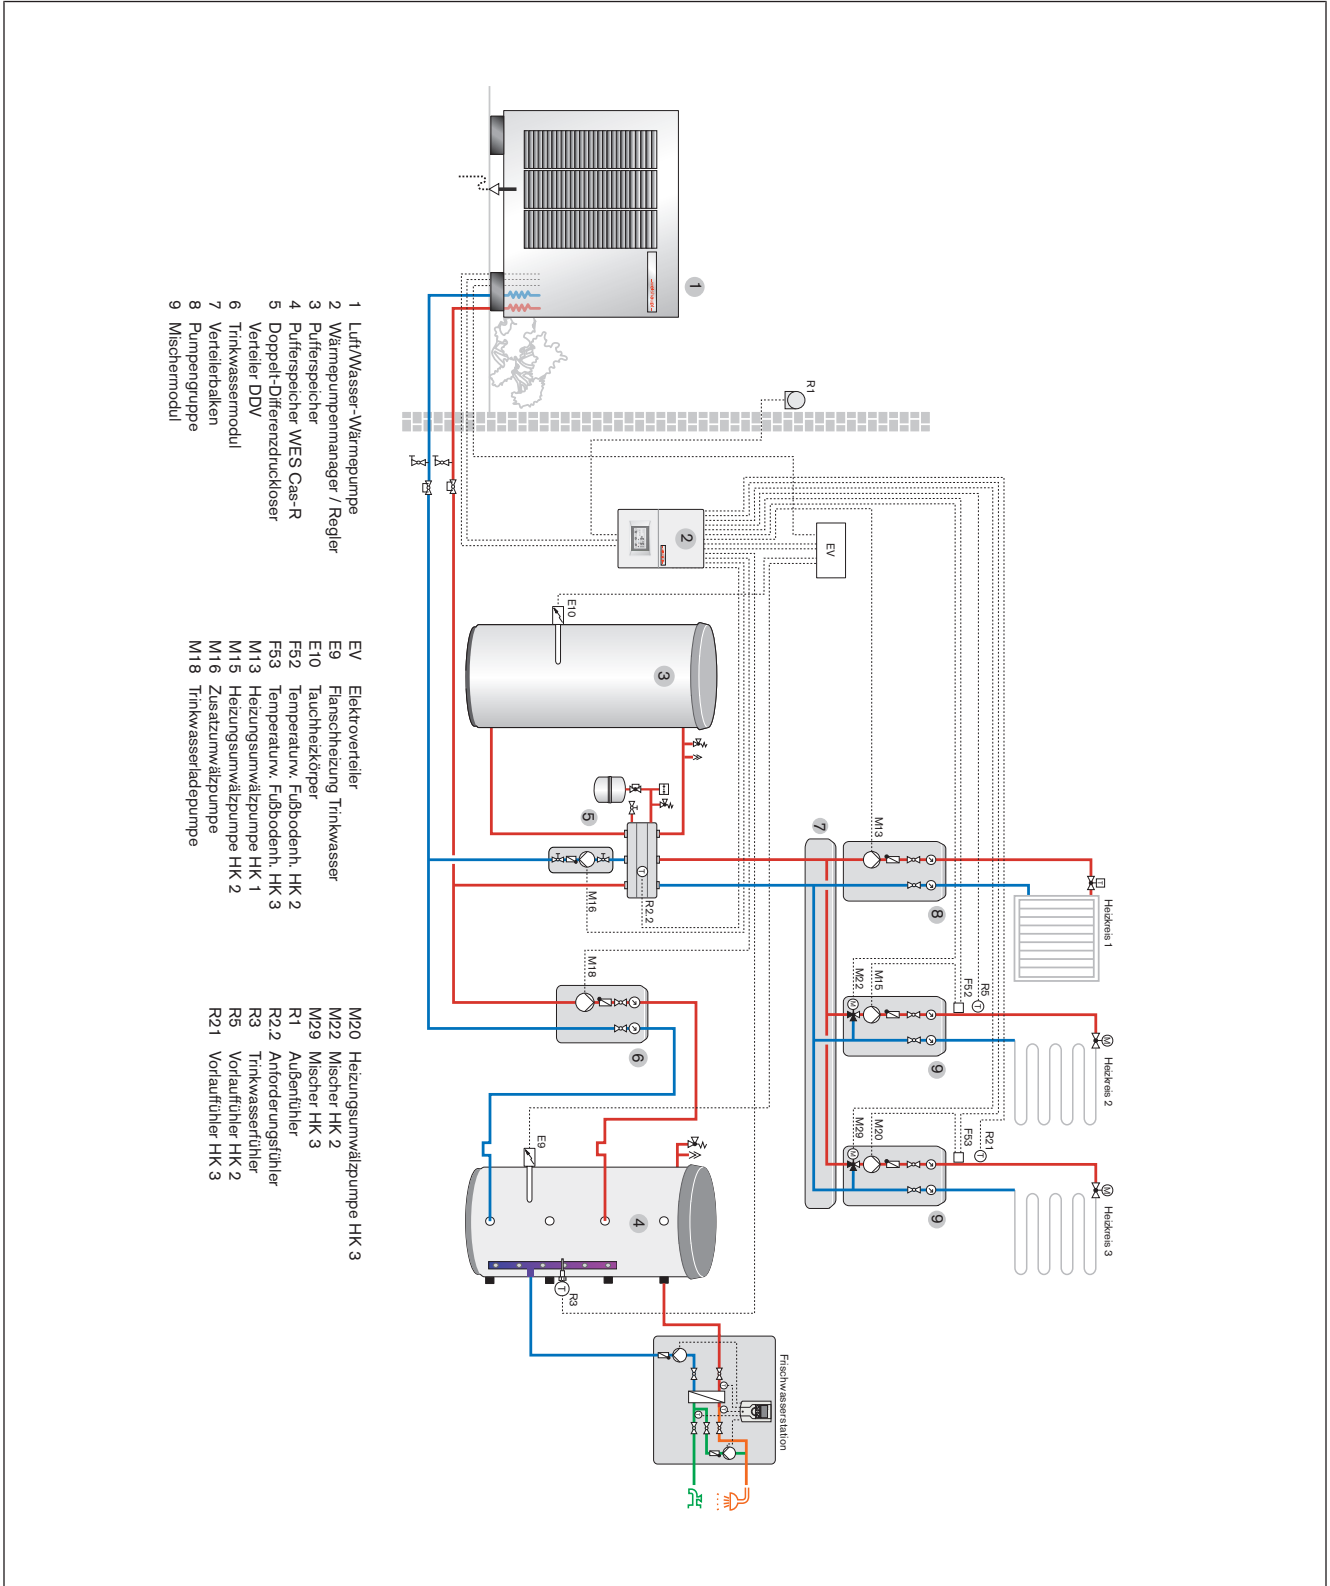 Heizkreis 1
Heizkreis 2
Heizkreis 3
R5
F52
R21
F53
M13
M22
M15
M29
M20
8
9
9
7
R1
EV
1
2
3
E10
5
R2.2
M16
M18
6
E9
4
R3
Frischwasserstation
T
T
T
T
T
T
T
M
M
M
M
1 Luft/Wasser-Wärmepumpe
2 Wärmepumpenmanager / Regler
3 Pufferspeicher
4 Pufferspeicher WES Cas-R
5 Doppelt-Differenzdruckloser
Verteiler DDV
6 Trinkwassermodul
7 Verteilerbalken
8 Pumpengruppe
9 Mischermodul
EV Elektroverteiler
E9 Flanschheizung Trinkwasser
E10 Tauchheizkörper
F52 Temperaturw. Fußbodenh. HK 2
F53 Temperaturw. Fußbodenh. HK 3
M13 Heizungsumwälzpumpe HK 1
M15 Heizungsumwälzpumpe HK 2
M16 Zusatzumwälzpumpe
M18 Trinkwasserladepumpe
M20 Heizungsumwälzpumpe HK 3
M22 Mischer HK 2
M29 Mischer HK 3
R1 Außenfühler
R2.2 Anforderungsfühler
R3 Trinkwasserfühler
R5 Vorlauffühler HK 2
R21 Vorlauffühler HK 3